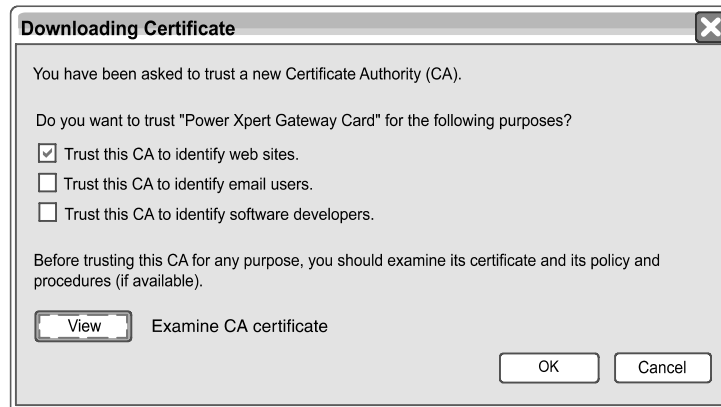 Downloading Certificate
You have been asked to trust a new Certificate Authority (CA).
Do you want to trust "Power Xpert Gateway Card" for the following purposes?
Trust this CA to identify web sites.
Trust this CA to identify email users.
Trust this CA to identify software developers.
Before trusting this CA for any purpose, you should examine its certificate and its policy and
procedures (if available).
View Examine CA certificate
OK Cancel